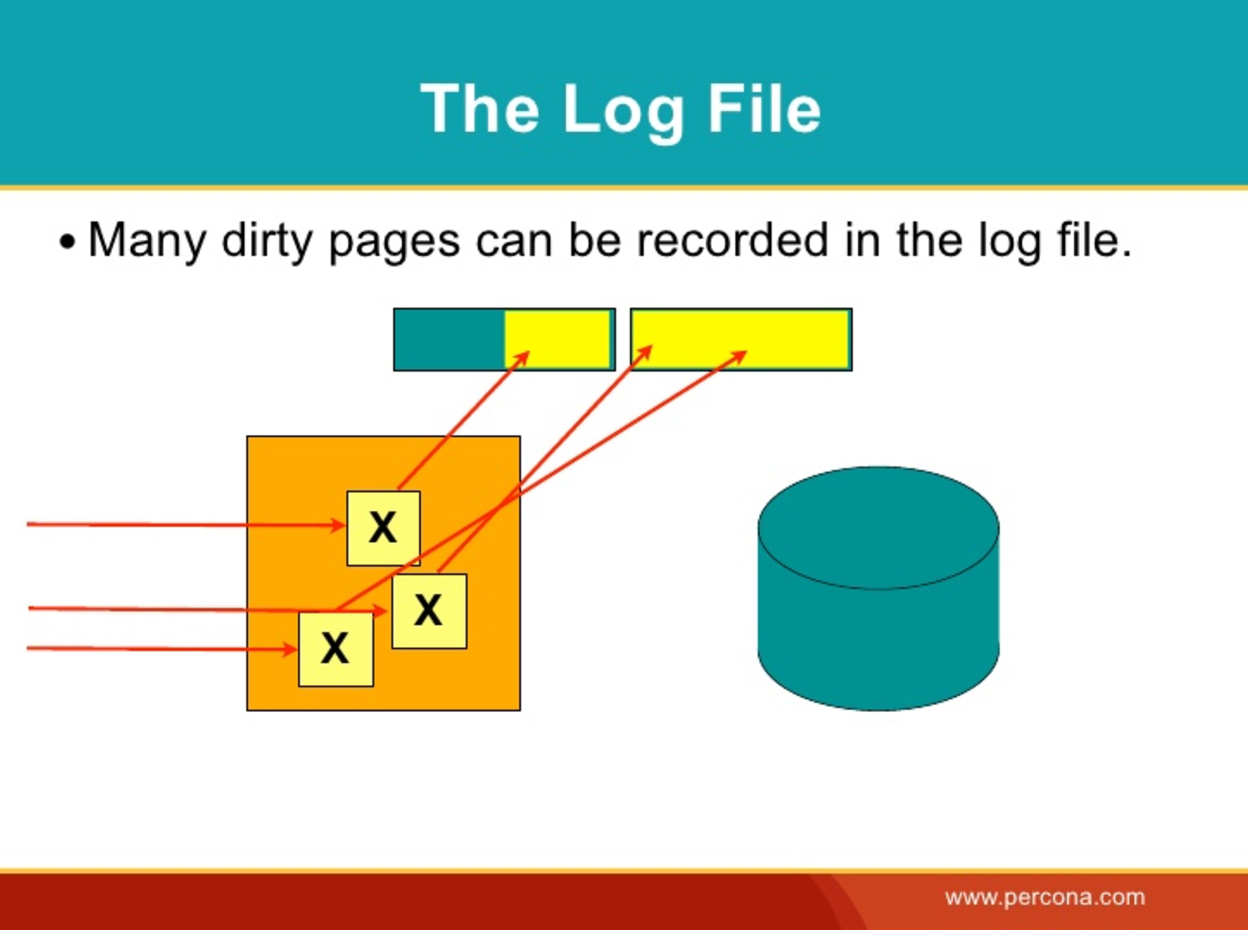 The Log File
• Many dirty pages can be recorded in the log file.
X
X
X
www.percona.com